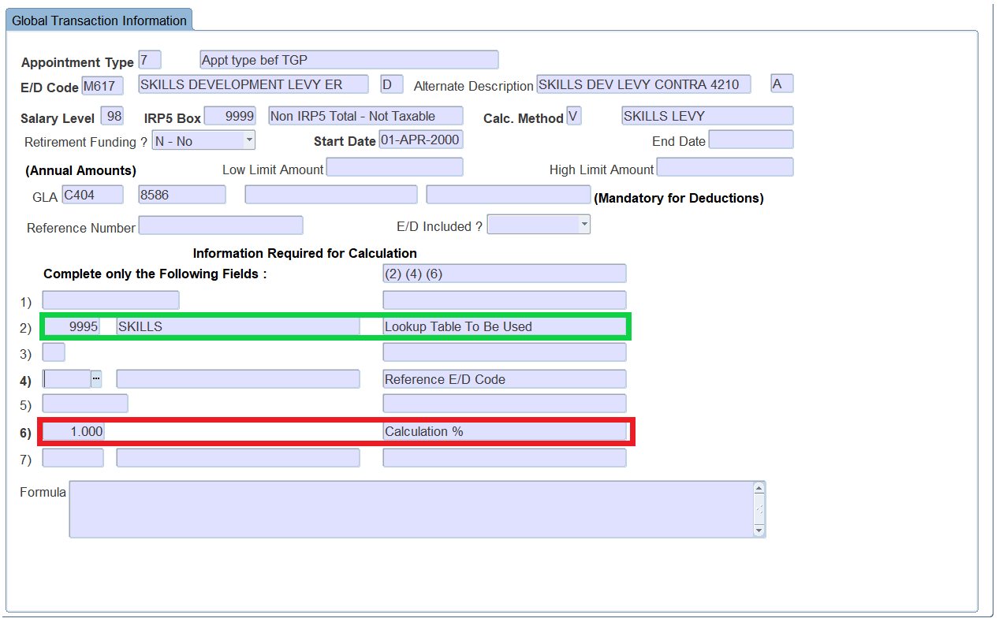 Global Transaction Information
Appointment Type 7 Appt type bef TGP
E/D Code M617 SKILLS DEVELOPMENT LEVY ER D Alternate Description SKILLS DEV LEVY CONTRA 4210 A
Salary Level 98 IRP5 Box 9999 Non IRP5 Total - Not Taxable Calc. Method V SKILLS LEVY
Retirement Funding ? N - No Start Date 01-APR-2000 End Date
(Annual Amounts) Low Limit Amount High Limit Amount
GLA C404 8586 (Mandatory for Deductions)
Reference Number E/D Included ?
Information Required for Calculation
Complete only the Following Fields : (2) (4) (6)
1)
2) 9995 SKILLS Lookup Table To Be Used
3)
4) ... Reference E/D Code
5)
6) 1.000 Calculation %
7)
Formula